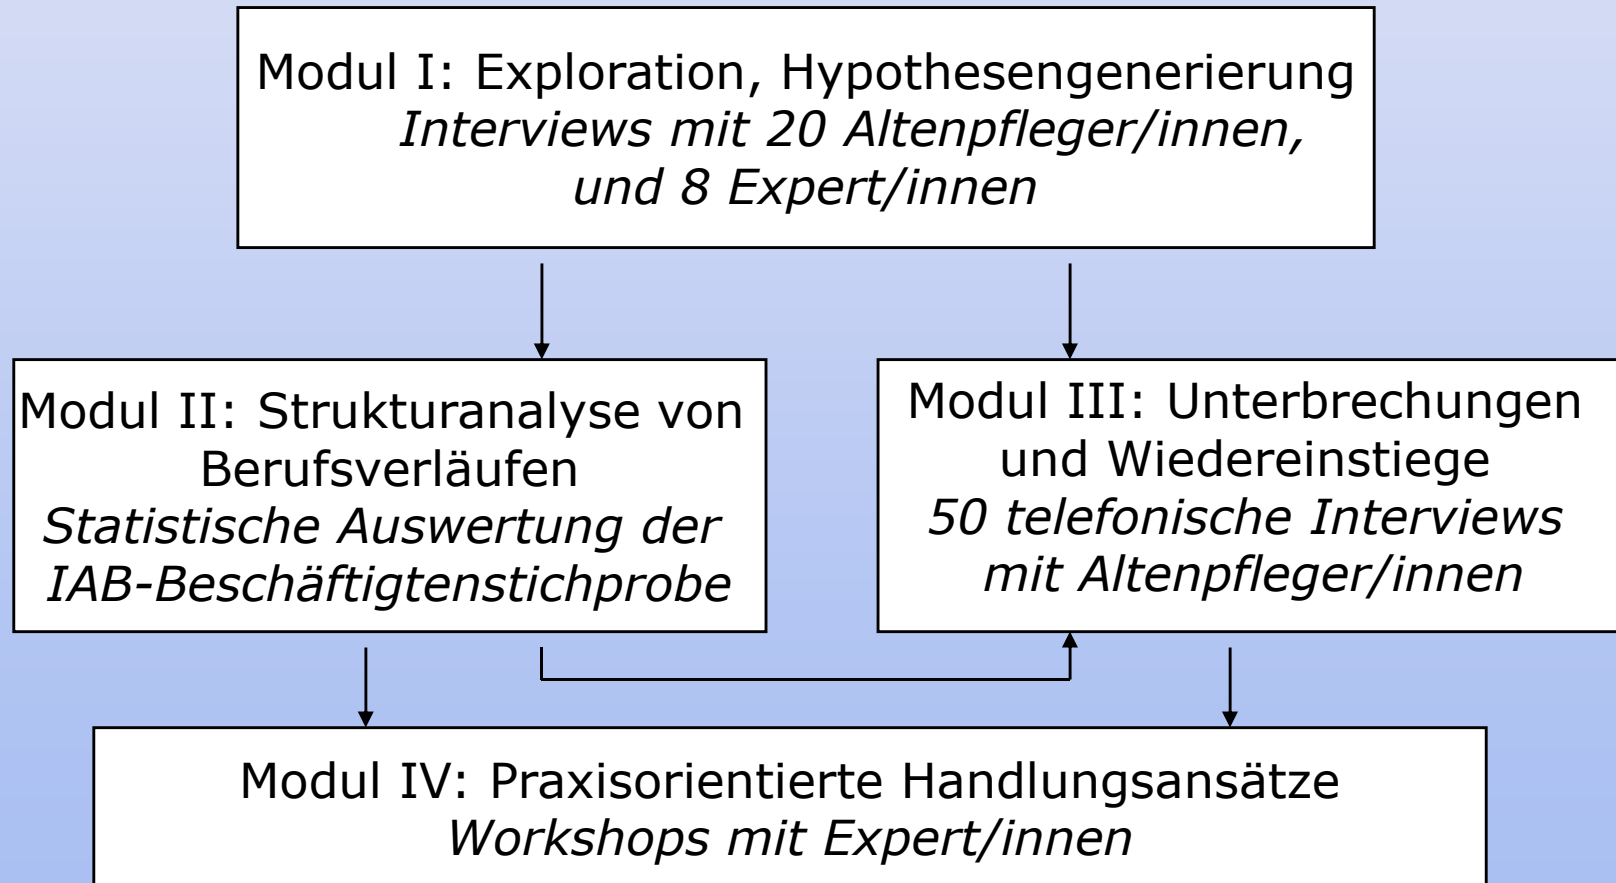 Modul I: Exploration, Hypothesengenerierung
Interviews mit 20 Altenpfleger/innen,
und 8 Expert/innen
Modul II: Strukturanalyse von
Berufsverläufen
Statistische Auswertung der
IAB-Beschäftigtenstichprobe
Modul III: Unterbrechungen
und Wiedereinstiege
50 telefonische Interviews
mit Altenpfleger/innen
Modul IV: Praxisorientierte Handlungsansätze
Workshops mit Expert/innen